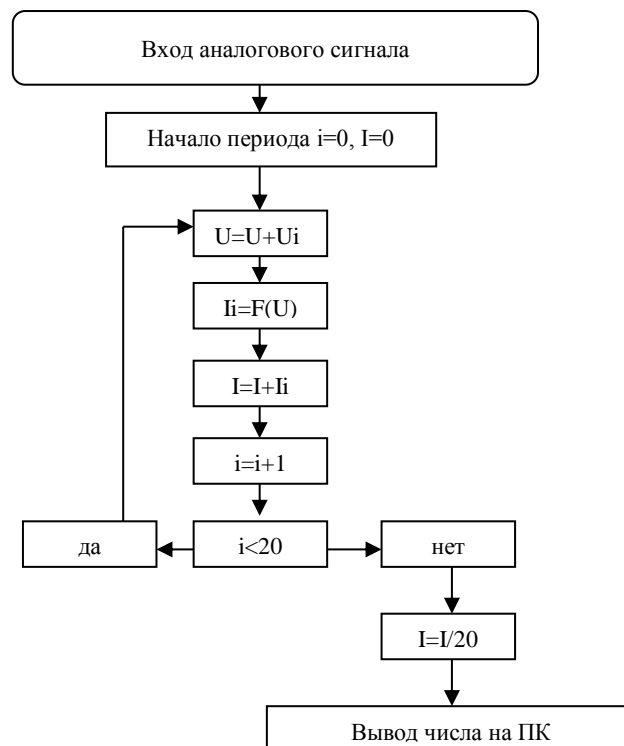 Вход аналогового сигнала
Начало периода i=0, I=0
U=U+Ui
Ii=F(U)
I=I+Ii
i=i+1
да
i<20
нет
I=I/20
Вывод числа на ПК